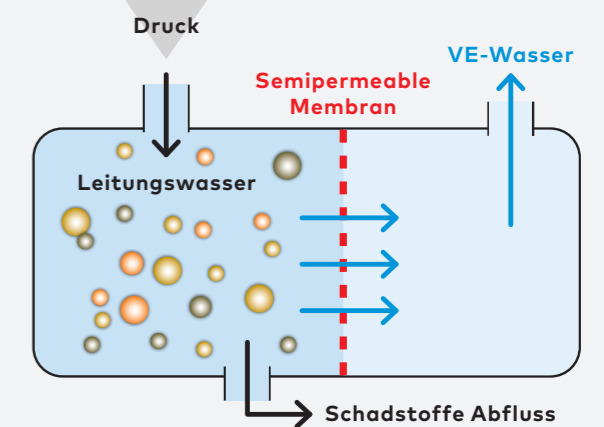 Druck
VE-Wasser
Semipermeable
Membran
Leitungswasser
Schadstoffe Abfluss